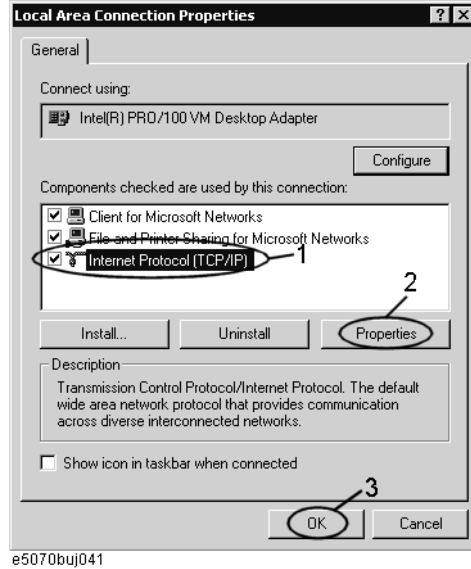 Local Area Connection Properties
General
Connect using:
Intel(R) PRO/100 VM Desktop Adapter
Configure
Components checked are used by this connection:
Client for Microsoft Networks
File and Printer Sharing for Microsoft Networks
Internet Protocol (TCP/IP)
1
2
Install...
Uninstall
Properties
Description
Transmission Control Protocol/Internet Protocol. The default
wide area network protocol that provides communication
across diverse interconnected networks.
Show icon in taskbar when connected
3
OK
Cancel
e5070buj041